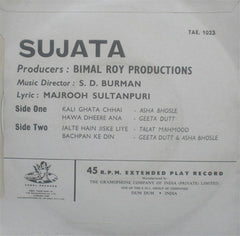 TAE. 1023
SUJATA
Producers : BIMAL ROY PRODUCTIONS
Music Director : S. D. BURMAN
Lyric : MAJROOH SULTANPURI
Side One KALI GHATA CHHAI - ASHA BHOSLE
HAWA DHEERE ANA - GEETA DUTT
Side Two JALTE HAIN JISKE LIYE - TALAT MAHMOOD
BACHPAN KE DIN - GEETA DUTT & ASHA BHOSLE
45 R.P.M. EXTENDED PLAY RECORD
Manufactured by
THE GRAMOPHONE COMPANY OF INDIA (PRIVATE) LIMITED
DUM DUM - INDIA